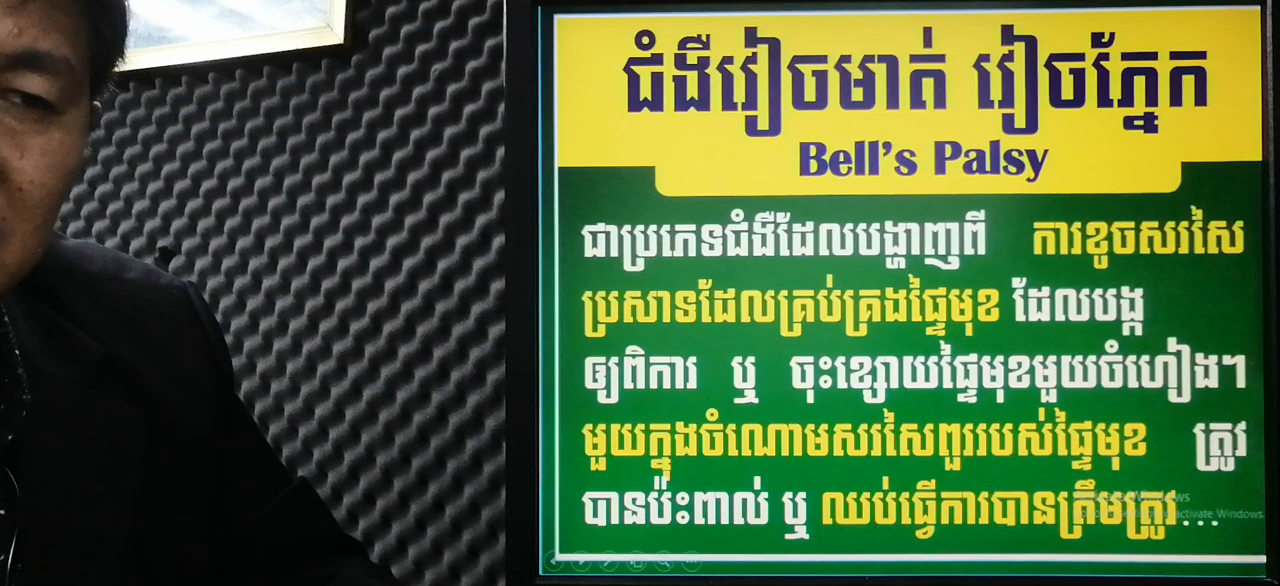 ជំងឺវៀចមាត់ វៀចភ្នែក
Bell's Palsy
ជាប្រភេទជំងឺដែលបង្ហាញពី ការខូចសរសៃ
ប្រសាទដែលគ្រប់គ្រងផ្ទៃមុខ ដែលបង្ក
ឲ្យពិការ ឬ ចុះខ្សោយផ្ទៃមុខមួយចំហៀង។
មួយក្នុងចំណោមសរសៃពួររបស់ផ្ទៃមុខ ត្រូវ
បានប៉ះពាល់ ឬ ឈប់ធ្វើការបានត្រឹមត្រូវ...
activate Windows.